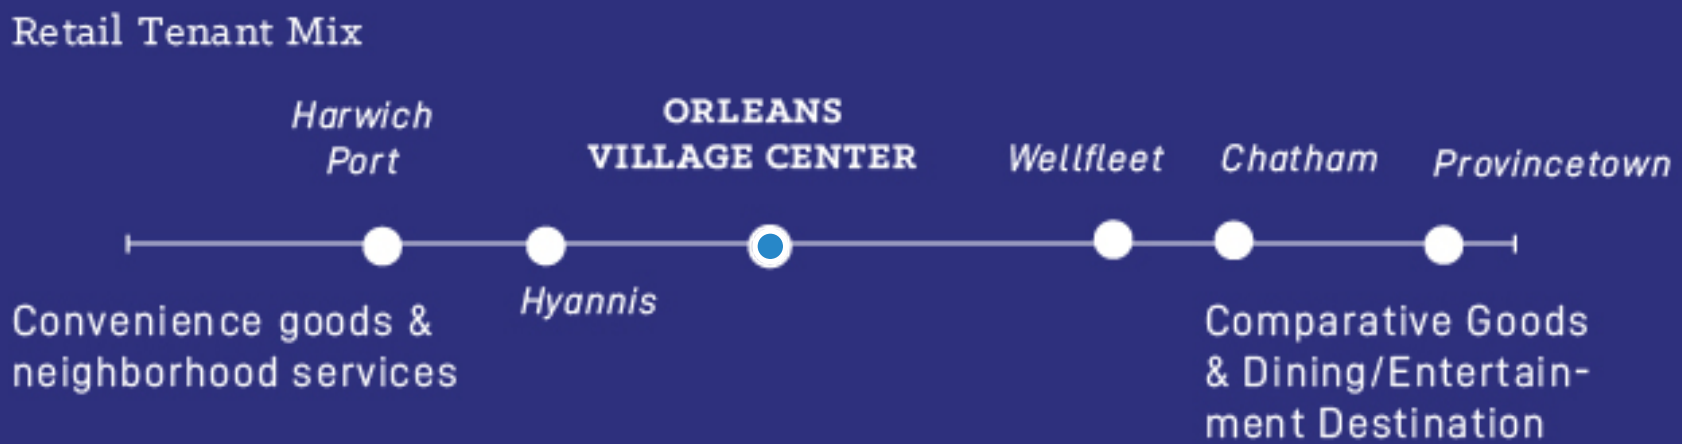 Retail Tenant Mix
Harwich
Port
ORLEANS
VILLAGE CENTER
Wellfleet
Chatham
Provincetown
Hyannis
Convenience goods &
neighborhood services
Comparative Goods
& Dining/Entertain-
ment Destination